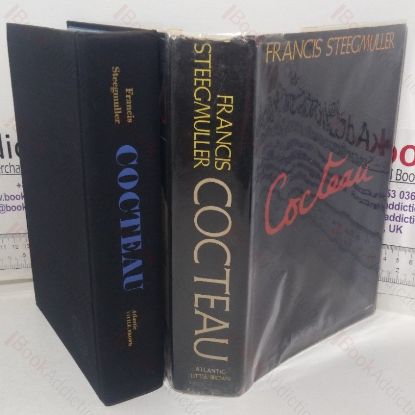 Francis
Steegmuller
COCTEAU
Atlantic
LITTLE, BROWN
FRANCIS
STEEGMULLER
COCTEAU
ATLANTIC
LITTLE BROWN
FRANCIS STEEGMULLER
Cocteau